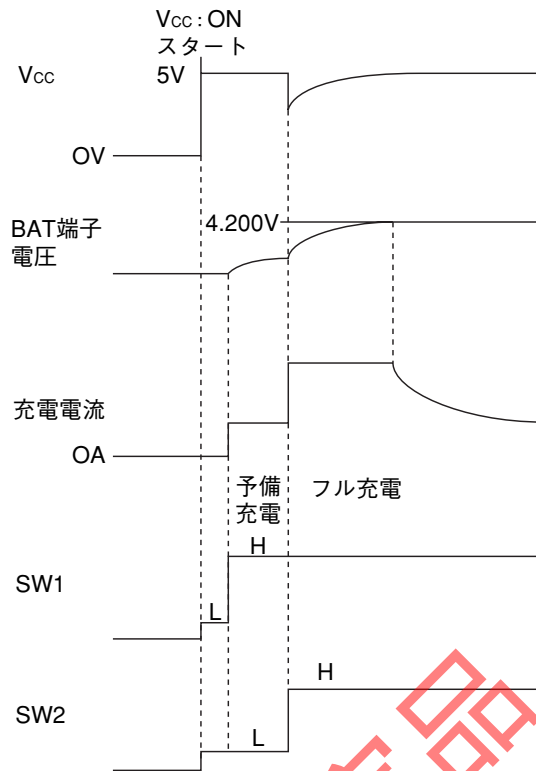 VCC : ON
スタート
VCC
5V
OV
4.200V
BAT端子
電圧
充電電流
OA
予備
充電
フル充電
H
SW1
L
H
SW2
L
品